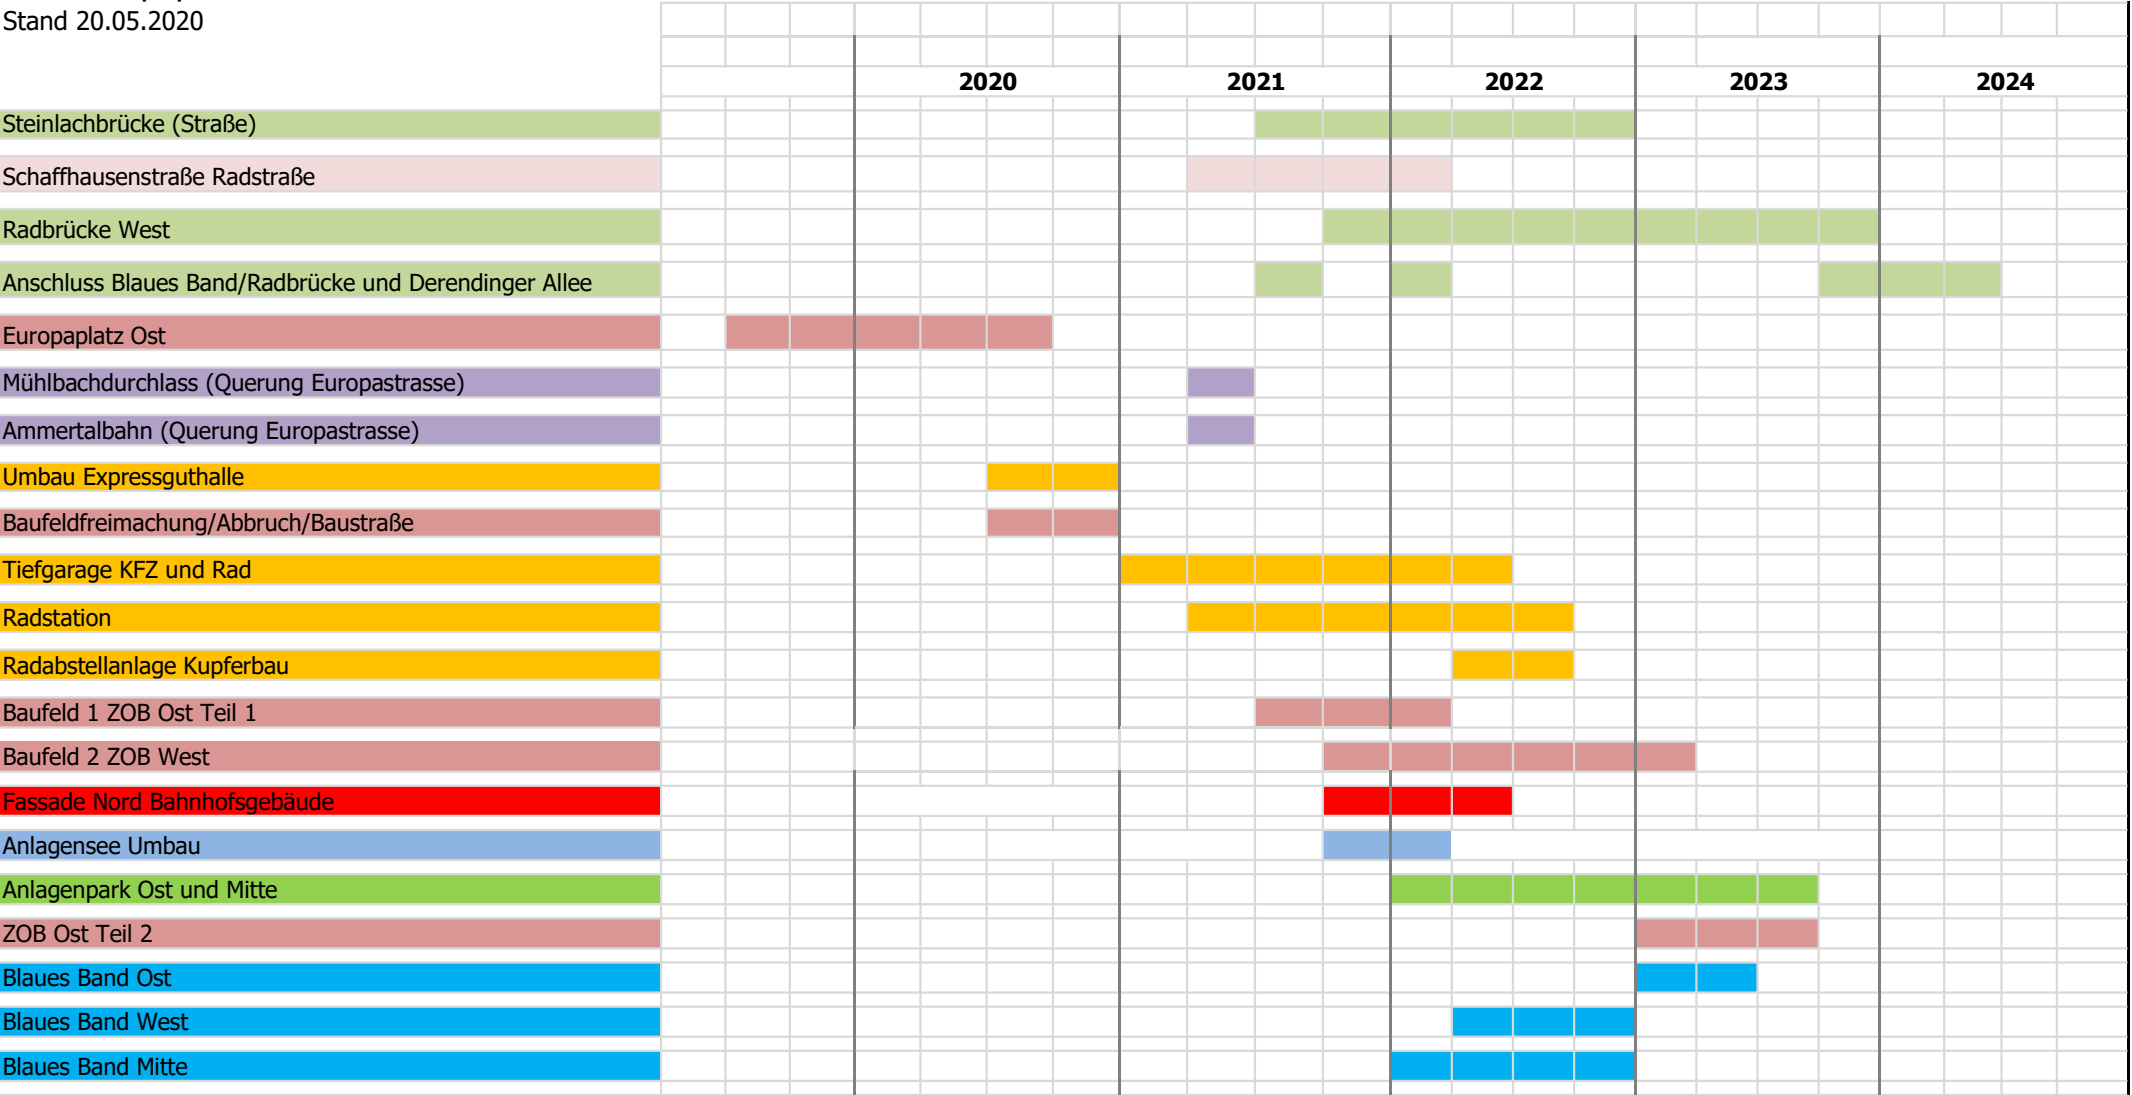 Stand 20.05.2020
2020 2021 2022 2023 2024
Steinlachbrücke (Straße)
Schaffhausenstraße Radstraße
Radbrücke West
Anschluss Blaues Band/Radbrücke und Derendinger Allee
Europaplatz Ost
Mühlbachdurchlass (Querung Europastrasse)
Ammertalbahn (Querung Europastrasse)
Umbau Expressguthalle
Baufeldfreimachung/Abbruch/Baustraße
Tiefgarage KFZ und Rad
Radstation
Radabstellanlage Kupferbau
Baufeld 1 ZOB Ost Teil 1
Baufeld 2 ZOB West
Fassade Nord Bahnhofsgebäude
Anlagensee Umbau
Anlagenpark Ost und Mitte
ZOB Ost Teil 2
Blaues Band Ost
Blaues Band West
Blaues Band Mitte